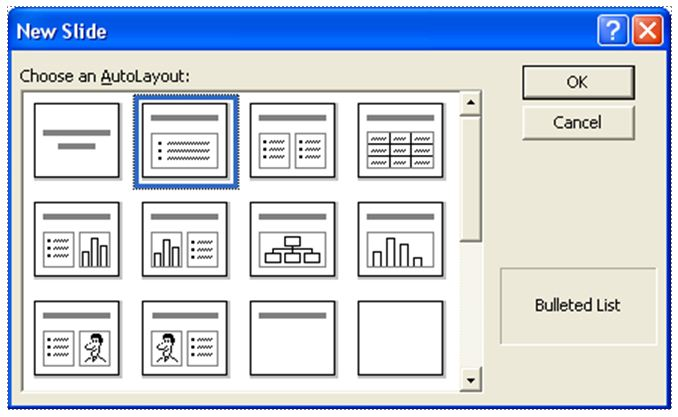 New Slide
Choose an AutoLayout:
OK
Cancel
Bulleted List